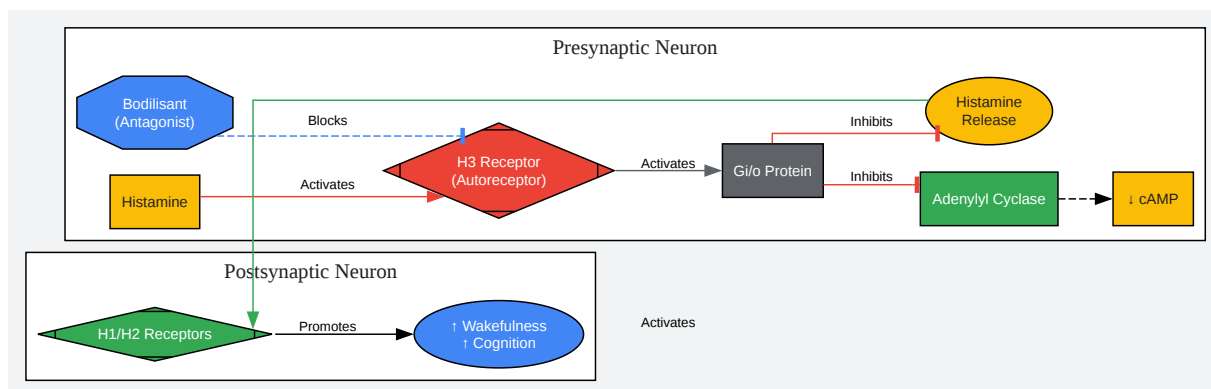 Presynaptic Neuron
Bodilisant
(Antagonist)
Blocks
Histamine
Release
Inhibits
H3 Receptor
(Autoreceptor)
Activates
Gi/o Protein
Inhibits
Histamine
Activates
Adenylyl Cyclase
↓ cAMP
Postsynaptic Neuron
H1/H2 Receptors
Promotes
↑ Wakefulness
↑ Cognition
Activates